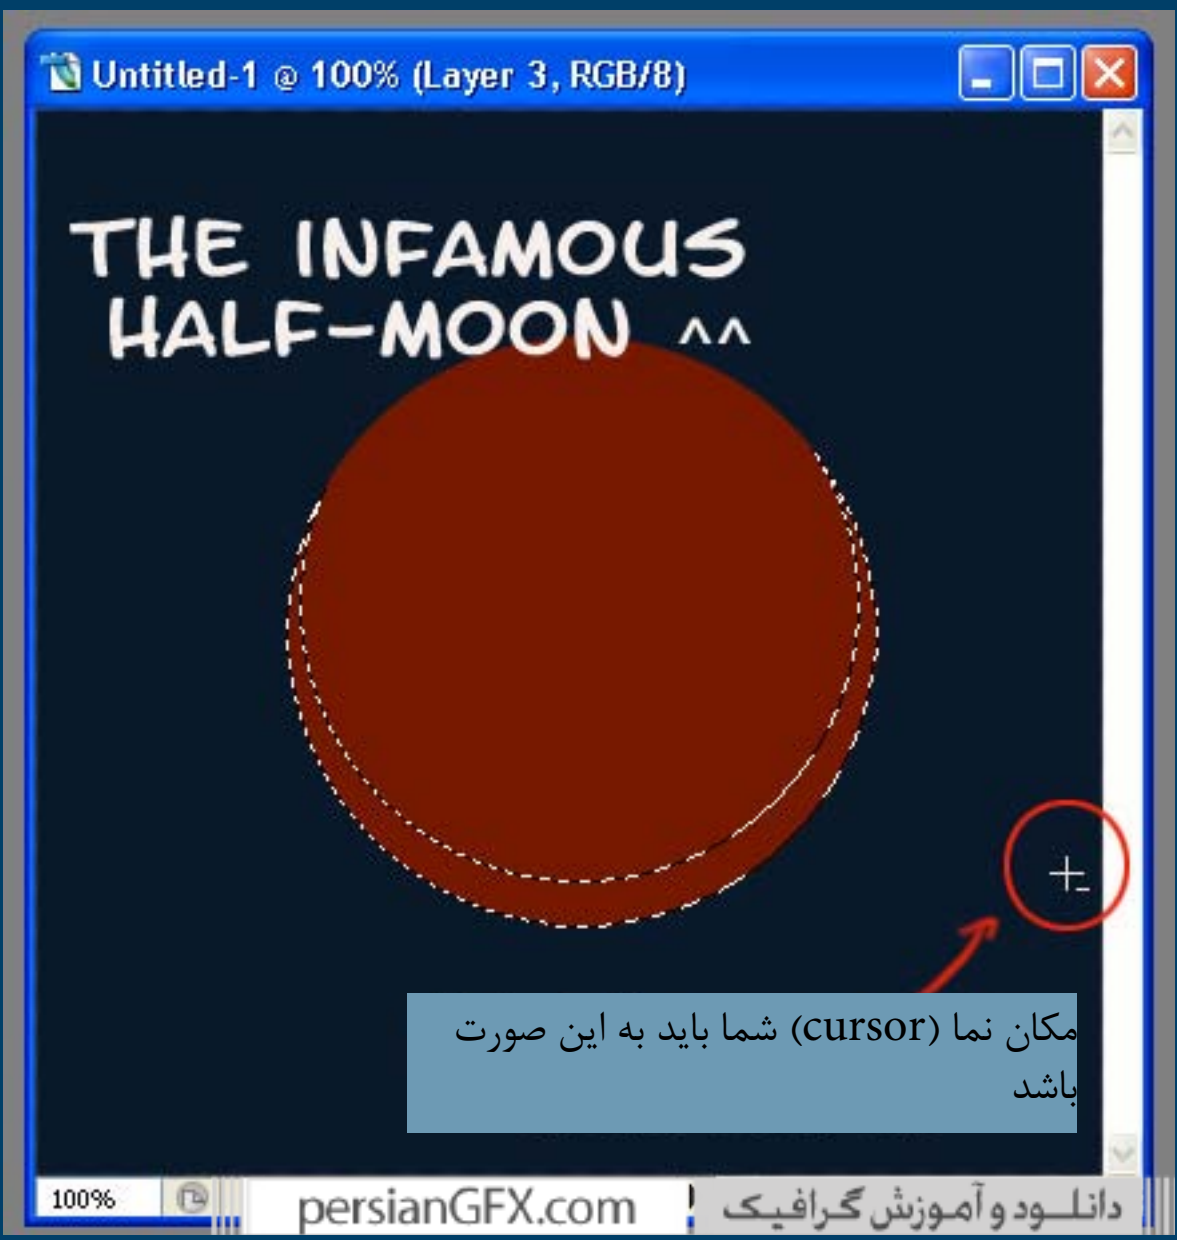 Untitled-1 @ 100% (Layer 3, RGB/8)
THE INFAMOUS
HALF-MOON ^^
مکان نما (cursor) شما باید به این صورت
باشد
100%
persianGFX.com
دانلــود و آمـوزش گـرافیـک